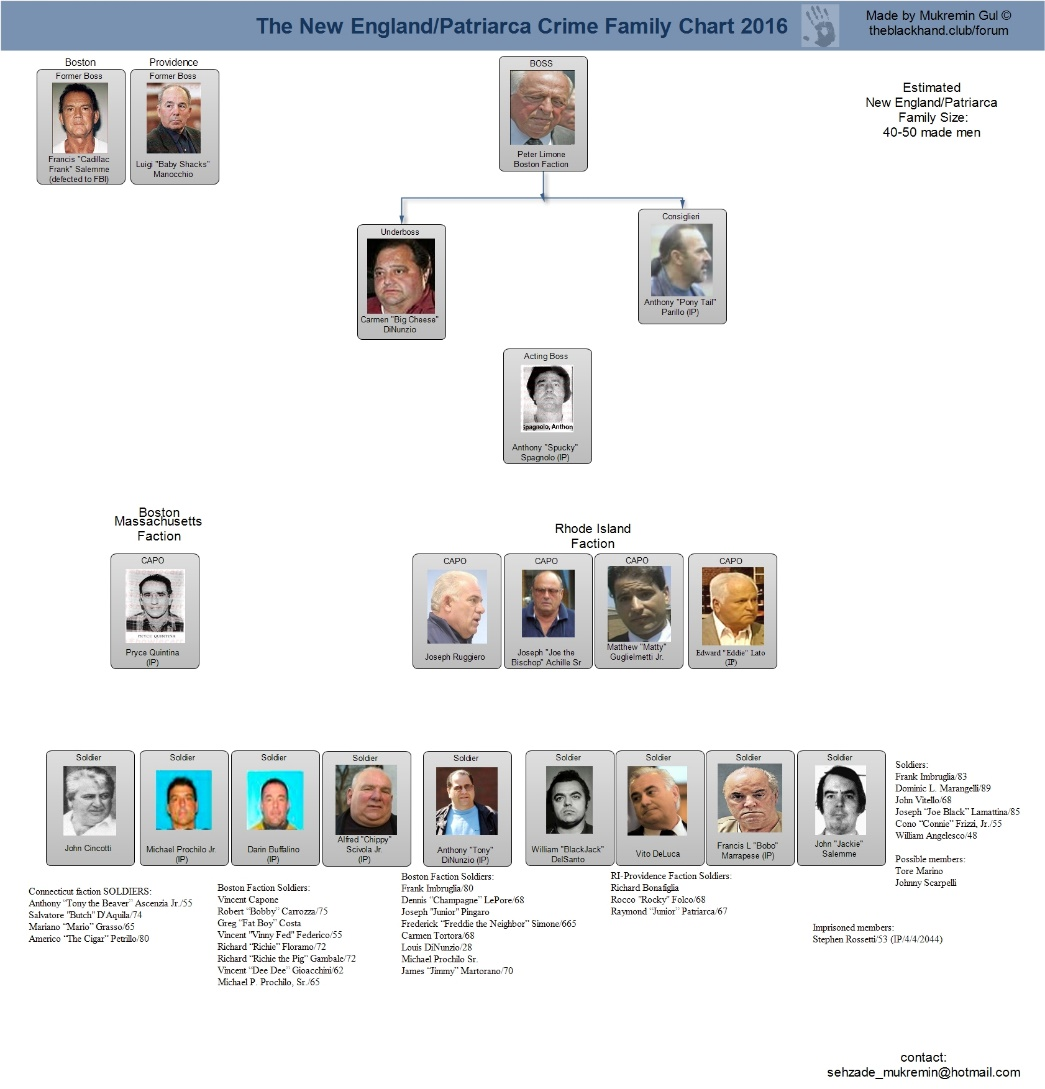 The New England/Patriarca Crime Family Chart 2016
Made by Mukremin Gul ©
theblackhand.club/forum
Boston
Former Boss
Francis "Cadillac
Frank" Salemme
(defected to FBI)
Providence
Former Boss
Luigi "Baby Shacks"
Manocchio
BOSS
Peter Limone
Boston Faction
Estimated
New England/Patriarca
Family Size:
40-50 made men
Underboss
Carmen "Big Cheese"
DiNunzio
Consiglieri
Anthony "Pony Tail"
Parillo (IP)
Acting Boss
Spagnolo, Anthon
Anthony "Spucky"
Spagnolo (IP)
Boston
Massachusetts
Faction
CAPO
PRYCE QUINTINA
Pryce Quintina
(IP)
Rhode Island
Faction
CAPO
Joseph Ruggiero
CAPO
Joseph "Joe the
Bischop" Achille Sr
CAPO
Matthew "Matty"
Guglielmetti Jr.
CAPO
Edward "Eddie" Lato
(IP)
Soldier
John Cincotti
Soldier
Michael Prochilo Jr.
(IP)
Soldier
Darin Buffalino
(IP)
Soldier
Alfred "Chippy"
Scivola Jr.
(IP)
Soldier
Anthony "Tony"
DiNunzio (IP)
Soldier
William "BlackJack"
DelSanto
Soldier
Vito DeLuca
Soldier
Francis L "Bobo"
Marrapese (IP)
Soldier
John "Jackie"
Salemme
Soldiers:
Frank Imbruglia/83
Dominic L. Marangelli/89
John Vitello/68
Joseph “Joe Black” Lamattina/85
Cono “Connie” Frizzi, Jr./55
William Angelesco/48
Possible members:
Tore Marino
Johnny Scarpelli
Connecticut faction SOLDIERS:
Anthony “Tony the Beaver” Ascenzia Jr./55
Salvatore "Butch" D'Aquila/74
Mariano “Mario” Grasso/65
Americo “The Cigar” Petrillo/80
Boston Faction Soldiers:
Vincent Capone
Robert “Bobby” Carrozza/75
Greg "Fat Boy" Costa
Vincent "Vinny Fed" Federico/55
Richard “Richie” Floramo/72
Richard “Richie the Pig” Gambale/72
Vincent “Dee Dee” Gioacchini/62
Michael P. Prochilo, Sr./65
Boston Faction Soldiers:
Frank Imbruglia/80
Dennis “Champagne” LePore/68
Joseph "Junior" Pingaro
Frederick “Freddie the Neighbor” Simone/665
Carmen Tortora/68
Louis DiNunzio/28
Michael Prochilo Sr.
James “Jimmy” Martorano/70
RI-Providence Faction Soldiers:
Richard Bonafiglia
Rocco "Rocky" Folco/68
Raymond “Junior” Patriarca/67
Imprisoned members:
Stephen Rossetti/53 (IP/4/4/2044)
contact:
sehzade_mukremin@hotmail.com